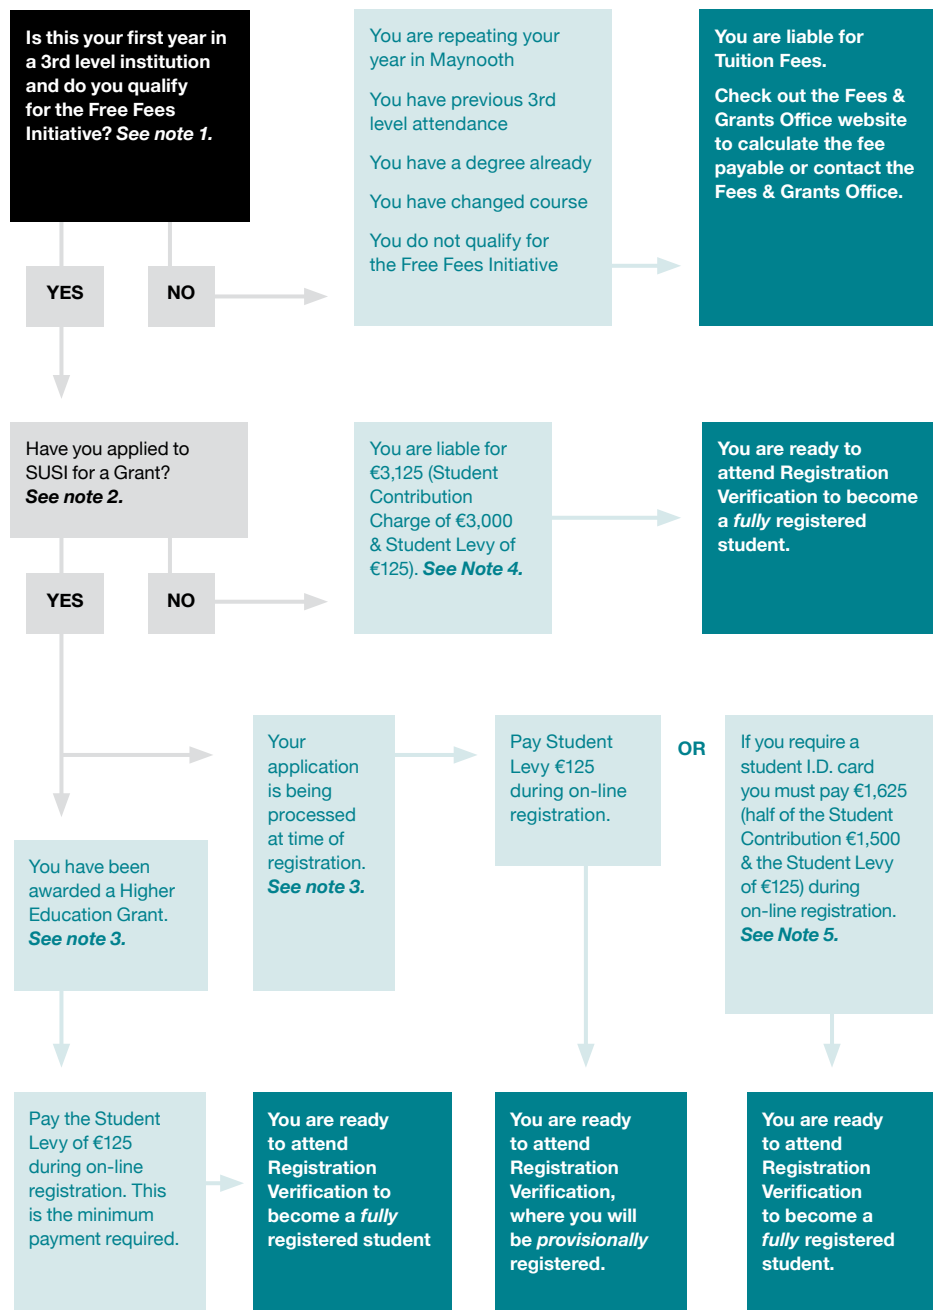 Is this your first year in
a 3rd level institution
and do you qualify
for the Free Fees
Initiative? See note 1.
You are repeating your
year in Maynooth
You have previous 3rd
level attendance
You have a degree already
You have changed course
You do not qualify for
the Free Fees Initiative
You are liable for
Tuition Fees.
Check out the Fees &
Grants Office website
to calculate the fee
payable or contact the
Fees & Grants Office.
YES
NO
Have you applied to
SUSI for a Grant?
See note 2.
You are liable for
€3,125 (Student
Contribution
Charge of €3,000
& Student Levy of
€125). See Note 4.
You are ready to
attend Registration
Verification to become
a fully registered
student.
YES
NO
Your
application
is being
processed
at time of
registration.
See note 3.
Pay Student
Levy €125
during on-line
registration.
OR
If you require a
student I.D. card
you must pay €1,625
(half of the Student
Contribution €1,500
& the Student Levy
of €125) during
on-line registration.
See Note 5.
You have been
awarded a Higher
Education Grant.
See note 3.
Pay the Student
Levy of €125
during on-line
registration. This
is the minimum
payment required.
You are ready
to attend
Registration
Verification to
become a fully
registered student
You are ready
to attend
Registration
Verification,
where you will
be provisionally
registered.
You are ready
to attend
Registration
Verification
to become a
fully registered
student.